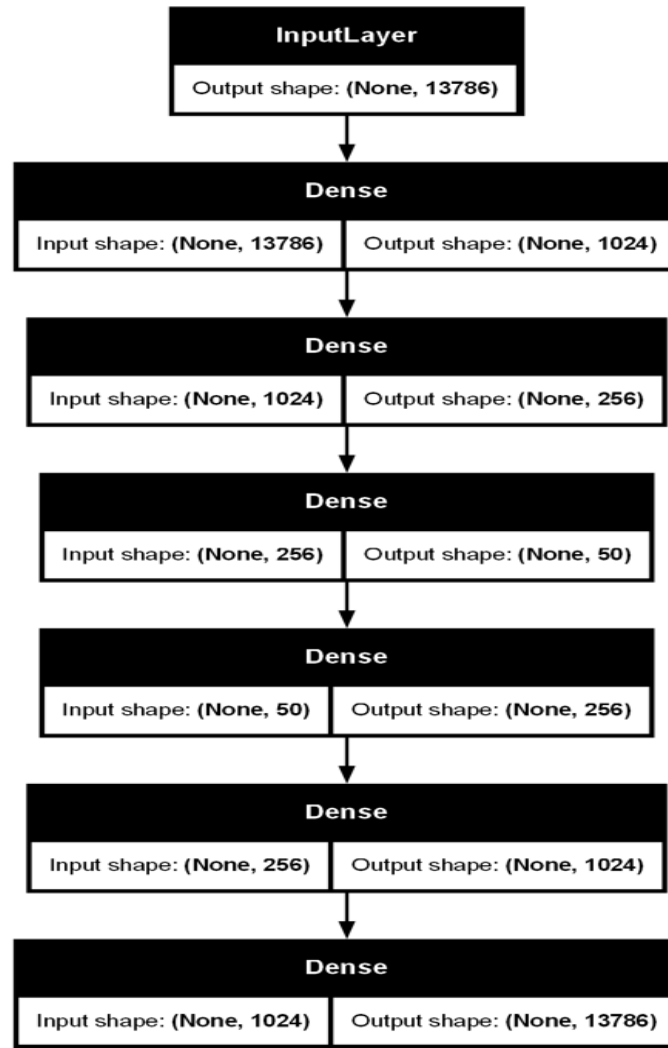 InputLayer
Output shape: (None, 13786)
Dense
Input shape: (None, 13786) Output shape: (None, 1024)
Dense
Input shape: (None, 1024) Output shape: (None, 256)
Dense
Input shape: (None, 256) Output shape: (None, 50)
Dense
Input shape: (None, 50) Output shape: (None, 256)
Dense
Input shape: (None, 256) Output shape: (None, 1024)
Dense
Input shape: (None, 1024) Output shape: (None, 13786)